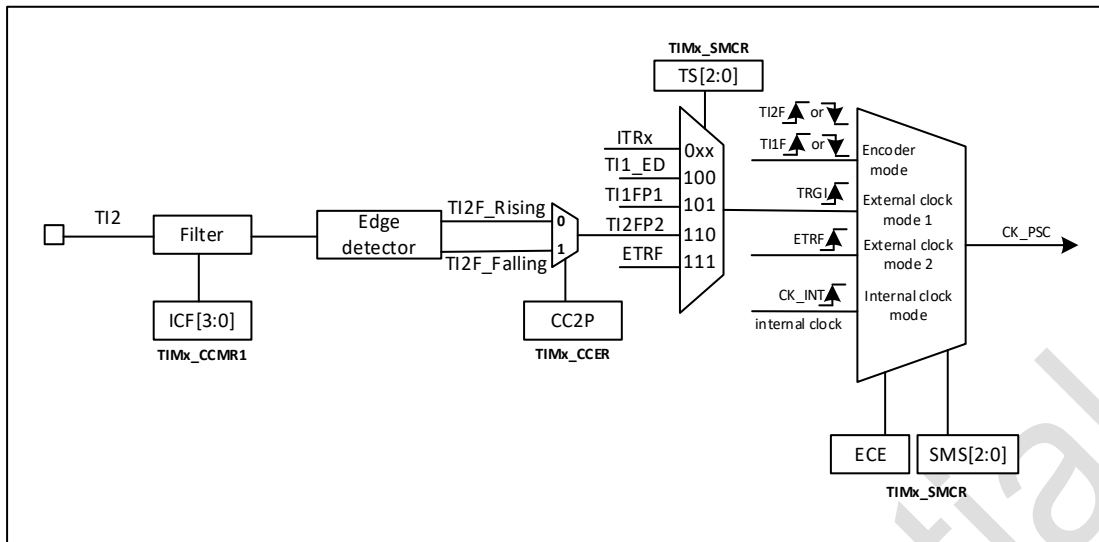 TIMx_SMCR
TS[2:0]
TI2F or
TI1F or
ITRx
0xx
Encoder
mode
TI1_ED
100
TRGI
TI1FP1
101
External clock
mode 1
TI2
Filter
Edge
detector
TI2F_Rising
0
TI2FP2
110
ETRF
External clock
mode 2
CK_PSC
1
TI2F_Falling
ETRF
111
CK_INT
Internal clock
mode
internal clock
ICF[3:0]
CC2P
TIMx_CCMR1
TIMx_CCER
ECE
SMS[2:0]
TIMx_SMCR